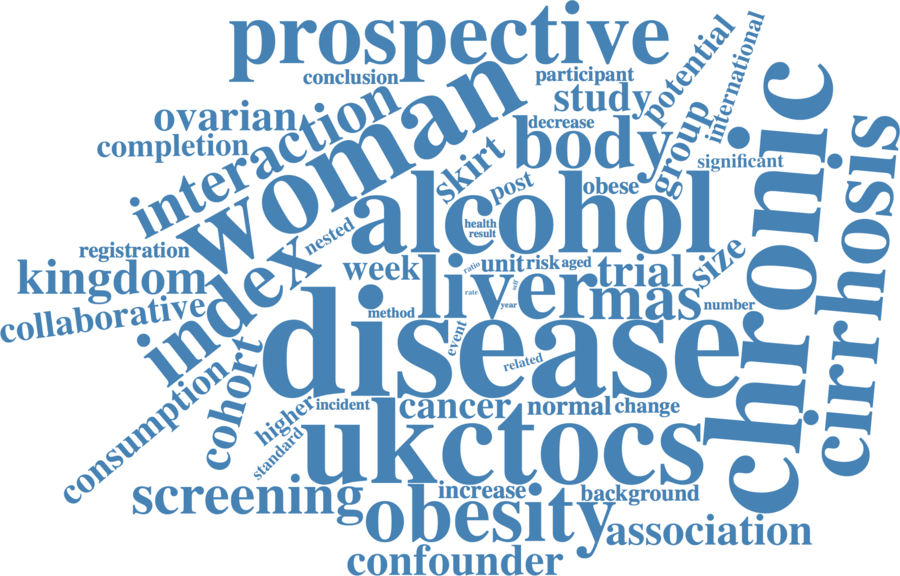 prospective
conclusion
participant
potential
international
study
ovarian
woman
interaction
decrease
completion
body
group
significant
chronic
cirrhosis
skirt
post
obese
alcohol
health
result
nested
registration
index
kingdom
week
liver
ratio
unit
risk
aged
trial
size
rate
self
year
mas
number
collaborative
method
disease
event
related
consumption
cohort
higher
incident
cancer
normal
change
standard
ukctocs
screening
increase
background
obesity
association
confounder